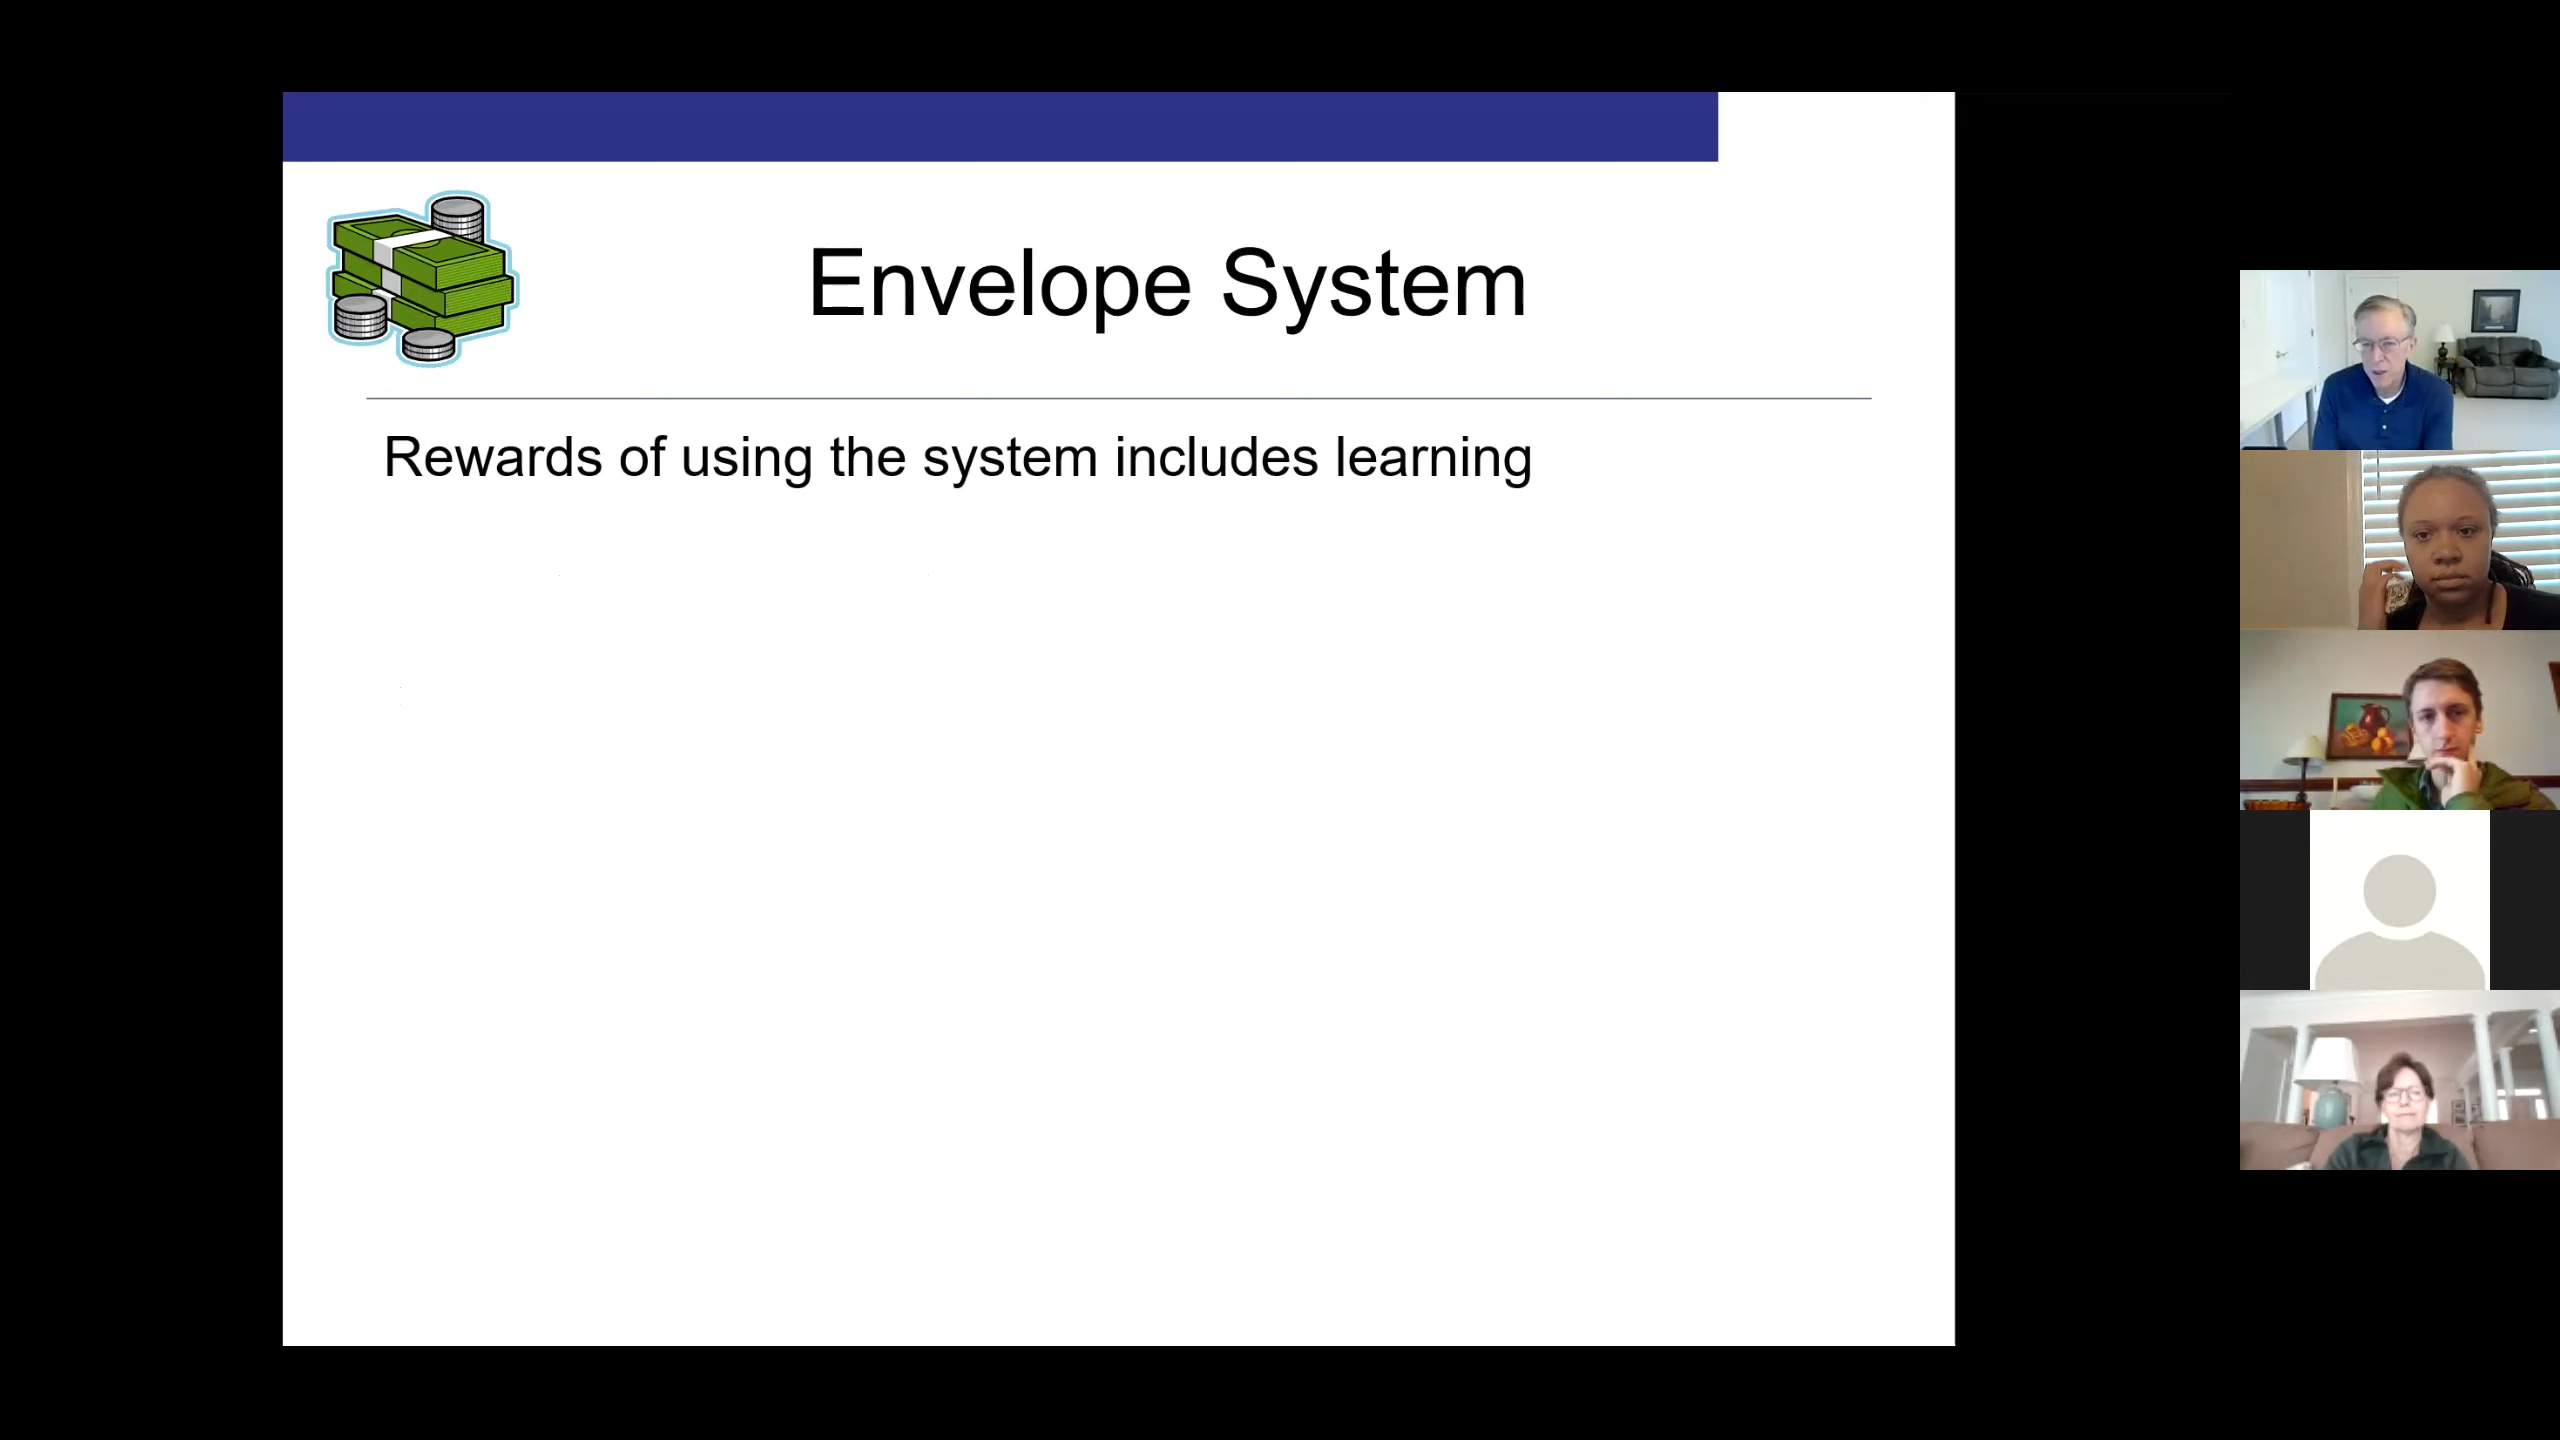 Envelope System
Rewards of using the system includes learning